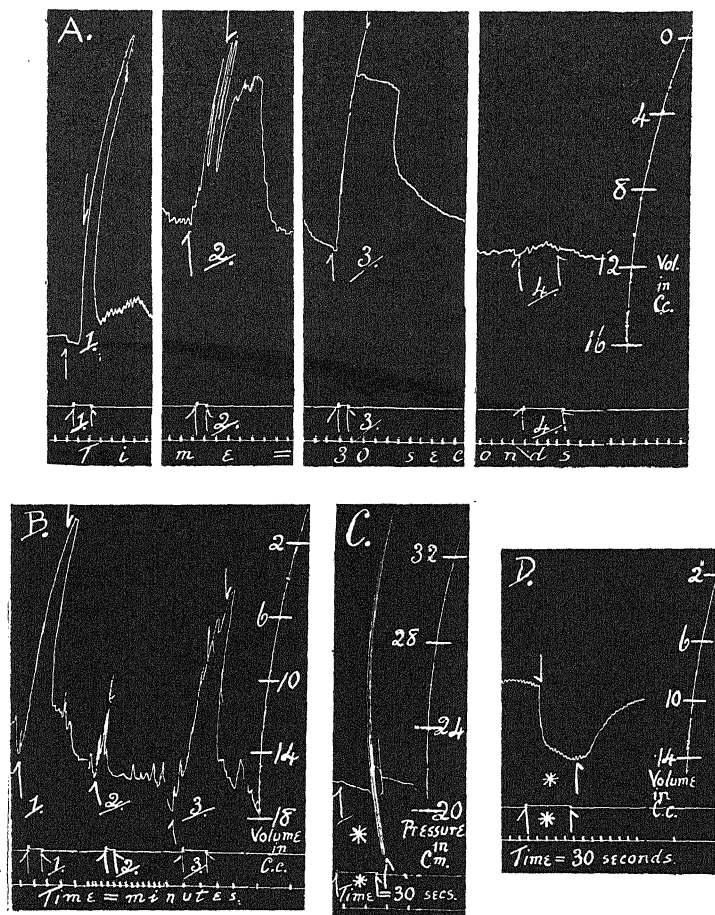 A.
0
4
8
12
16
Vol.
in
C.c.
1.
2.
3.
4.
1.
2.
3.
4.
Time = 30 seconds
B.
2
6
10
14
18
Volume
in
C.c.
1.
2.
3.
1.
2.
3.
Time = minutes.
C.
32
28
24
20
Pressure
in
Cm.
*
*
Time = 30 secs.
D.
2
6
10
14
Volume
in
C.C.
*
*
Time = 30 seconds.